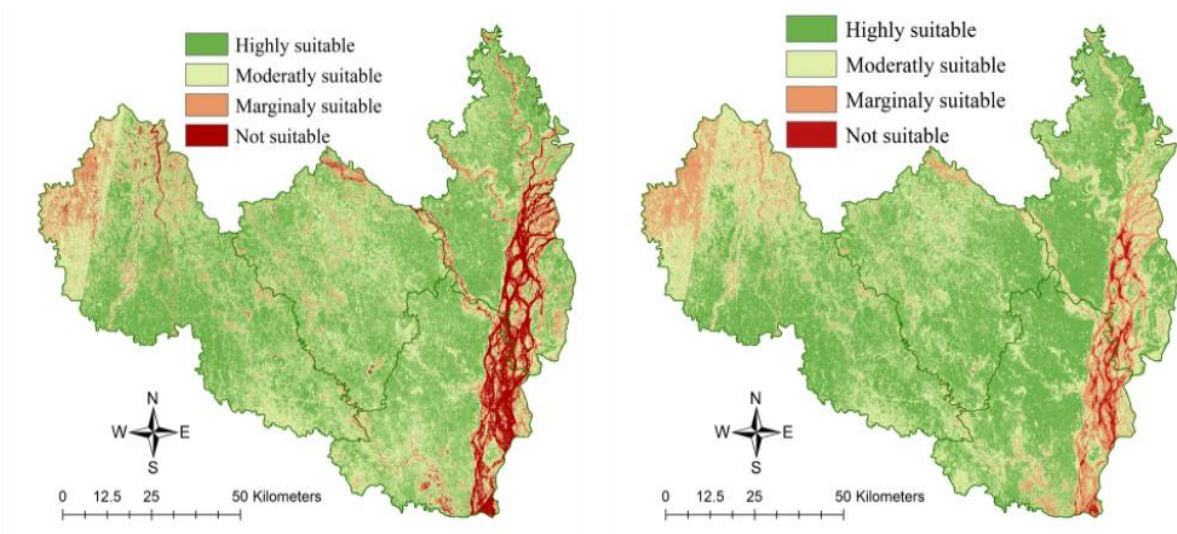 Highly suitable
Moderatly suitable
Marginaly suitable
Not suitable
N
W E
S
0 12.5 25 50 Kilometers
Highly suitable
Moderatly suitable
Marginaly suitable
Not suitable
N
W E
S
0 12.5 25 50 Kilometers